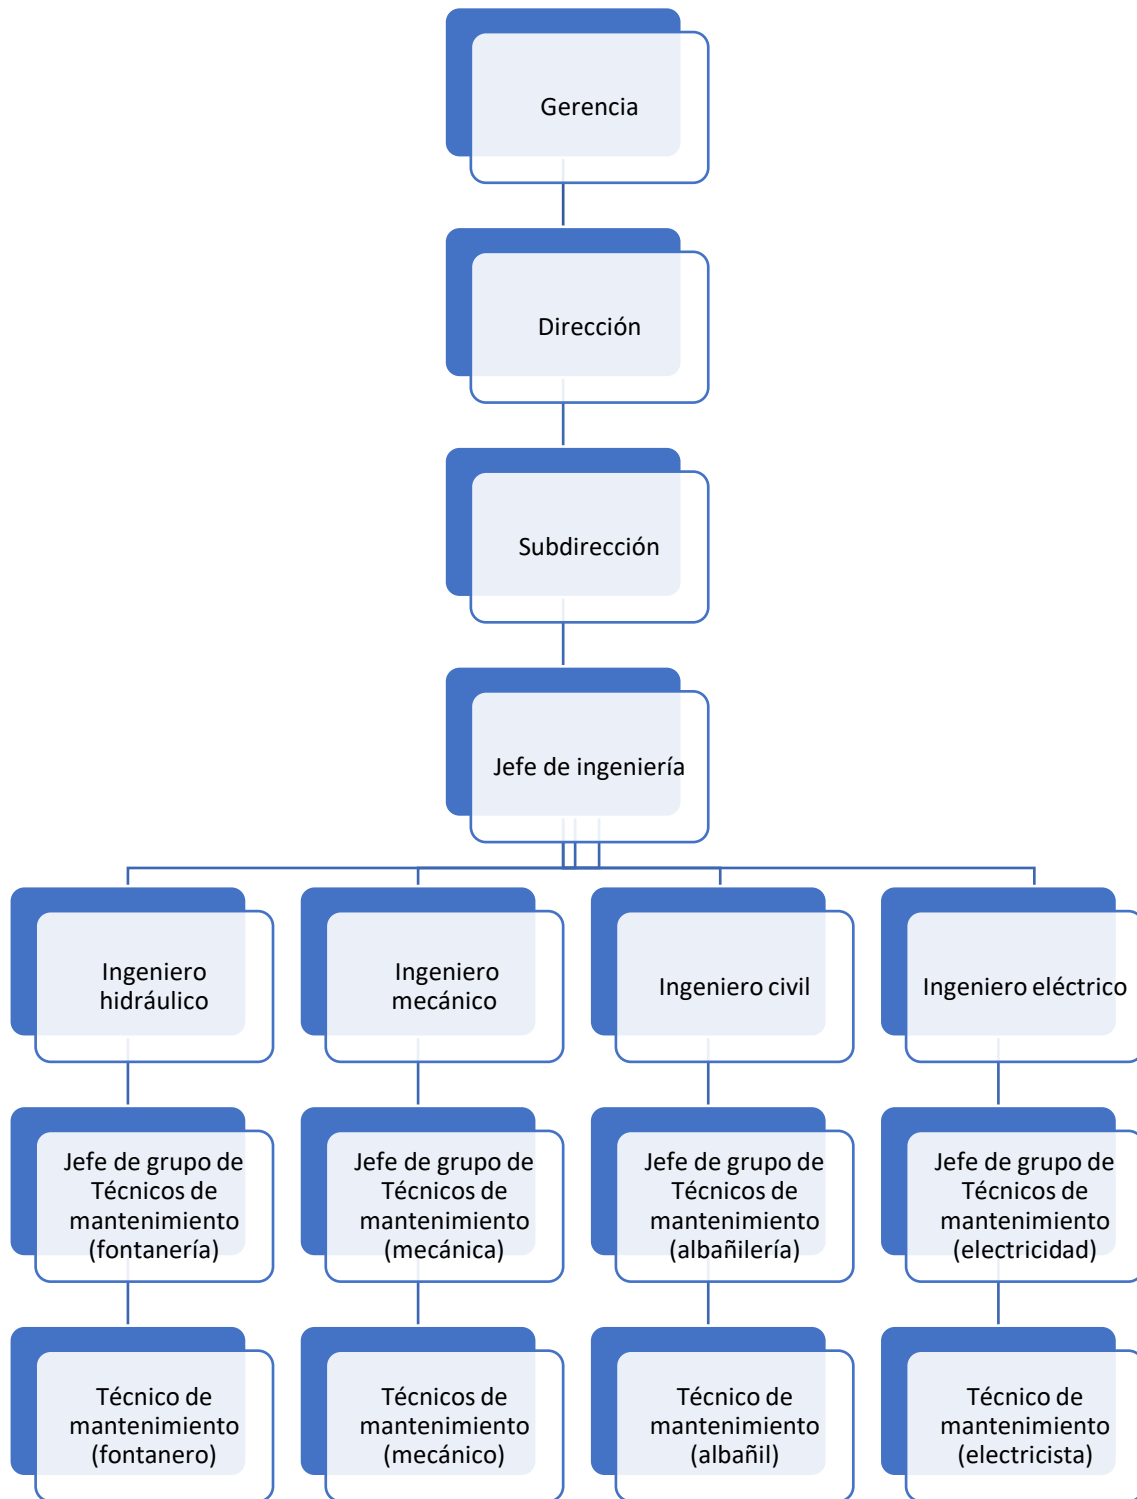 Gerencia
Dirección
Subdirección
Jefe de ingeniería
Ingeniero
hidráulico
Ingeniero
mecánico
Ingeniero civil
Ingeniero eléctrico
Jefe de grupo de
Técnicos de
mantenimiento
(fontanería)
Jefe de grupo de
Técnicos de
mantenimiento
(mecánica)
Jefe de grupo de
Técnicos de
mantenimiento
(albañilería)
Jefe de grupo de
Técnicos de
mantenimiento
(electricidad)
Técnico de
mantenimiento
(fontanero)
Técnicos de
mantenimiento
(mecánico)
Técnico de
mantenimiento
(albañil)
Técnico de
mantenimiento
(electricista)